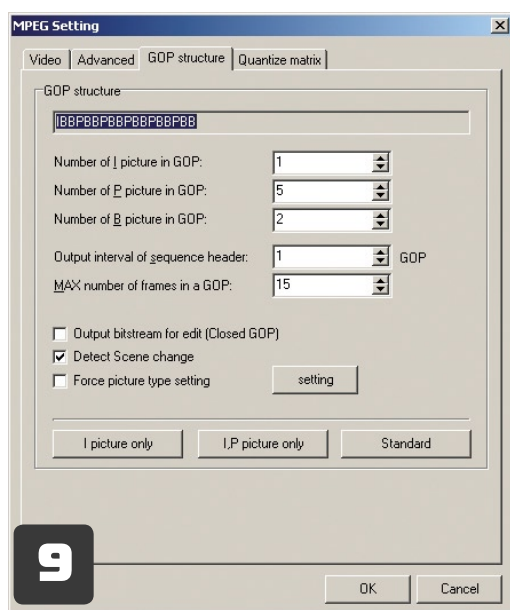 MPEG Setting
Video Advanced GOP structure Quantize matrix
GOP structure
IBBPBBPBBPBBPBBPBB
Number of I picture in GOP: 1
Number of P picture in GOP: 5
Number of B picture in GOP: 2
Output interval of sequence header: 1 GOP
MAX number of frames in a GOP: 15
Output bitstream for edit (Closed GOP)
Detect Scene change
Force picture type setting setting
I picture only I,P picture only Standard
9
OK Cancel